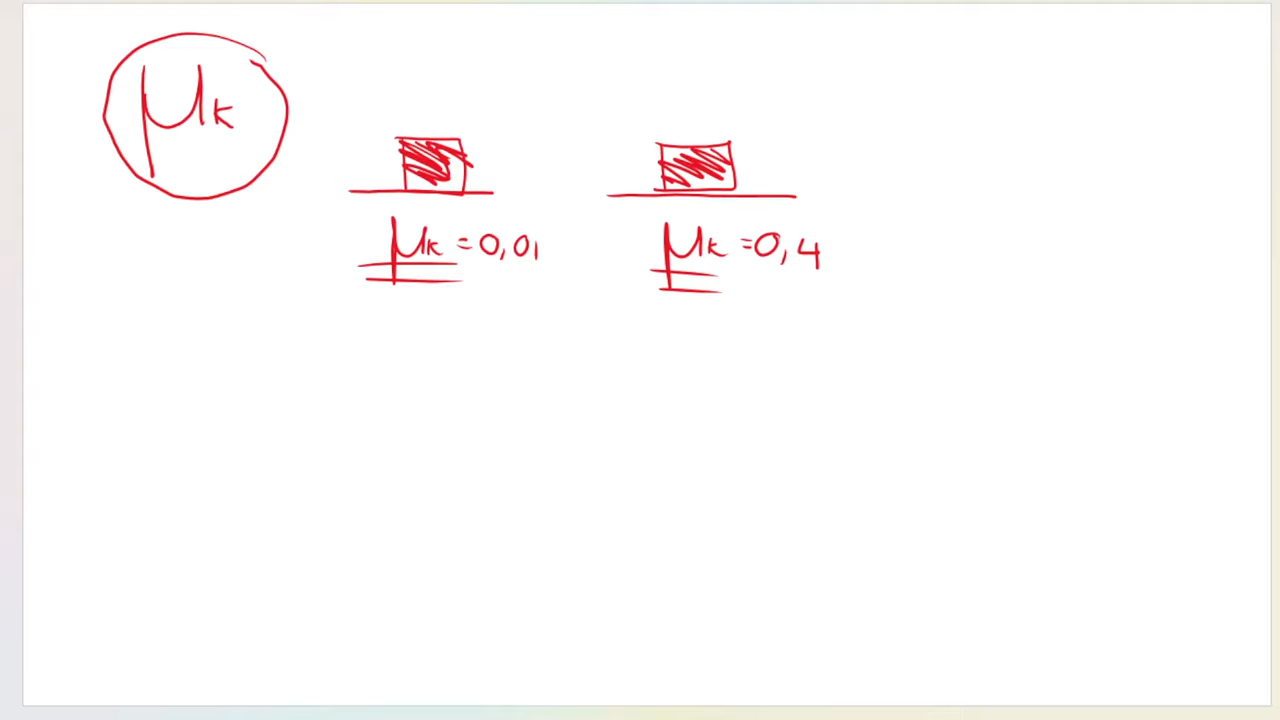 μk
μk = 0,01
μk = 0,4